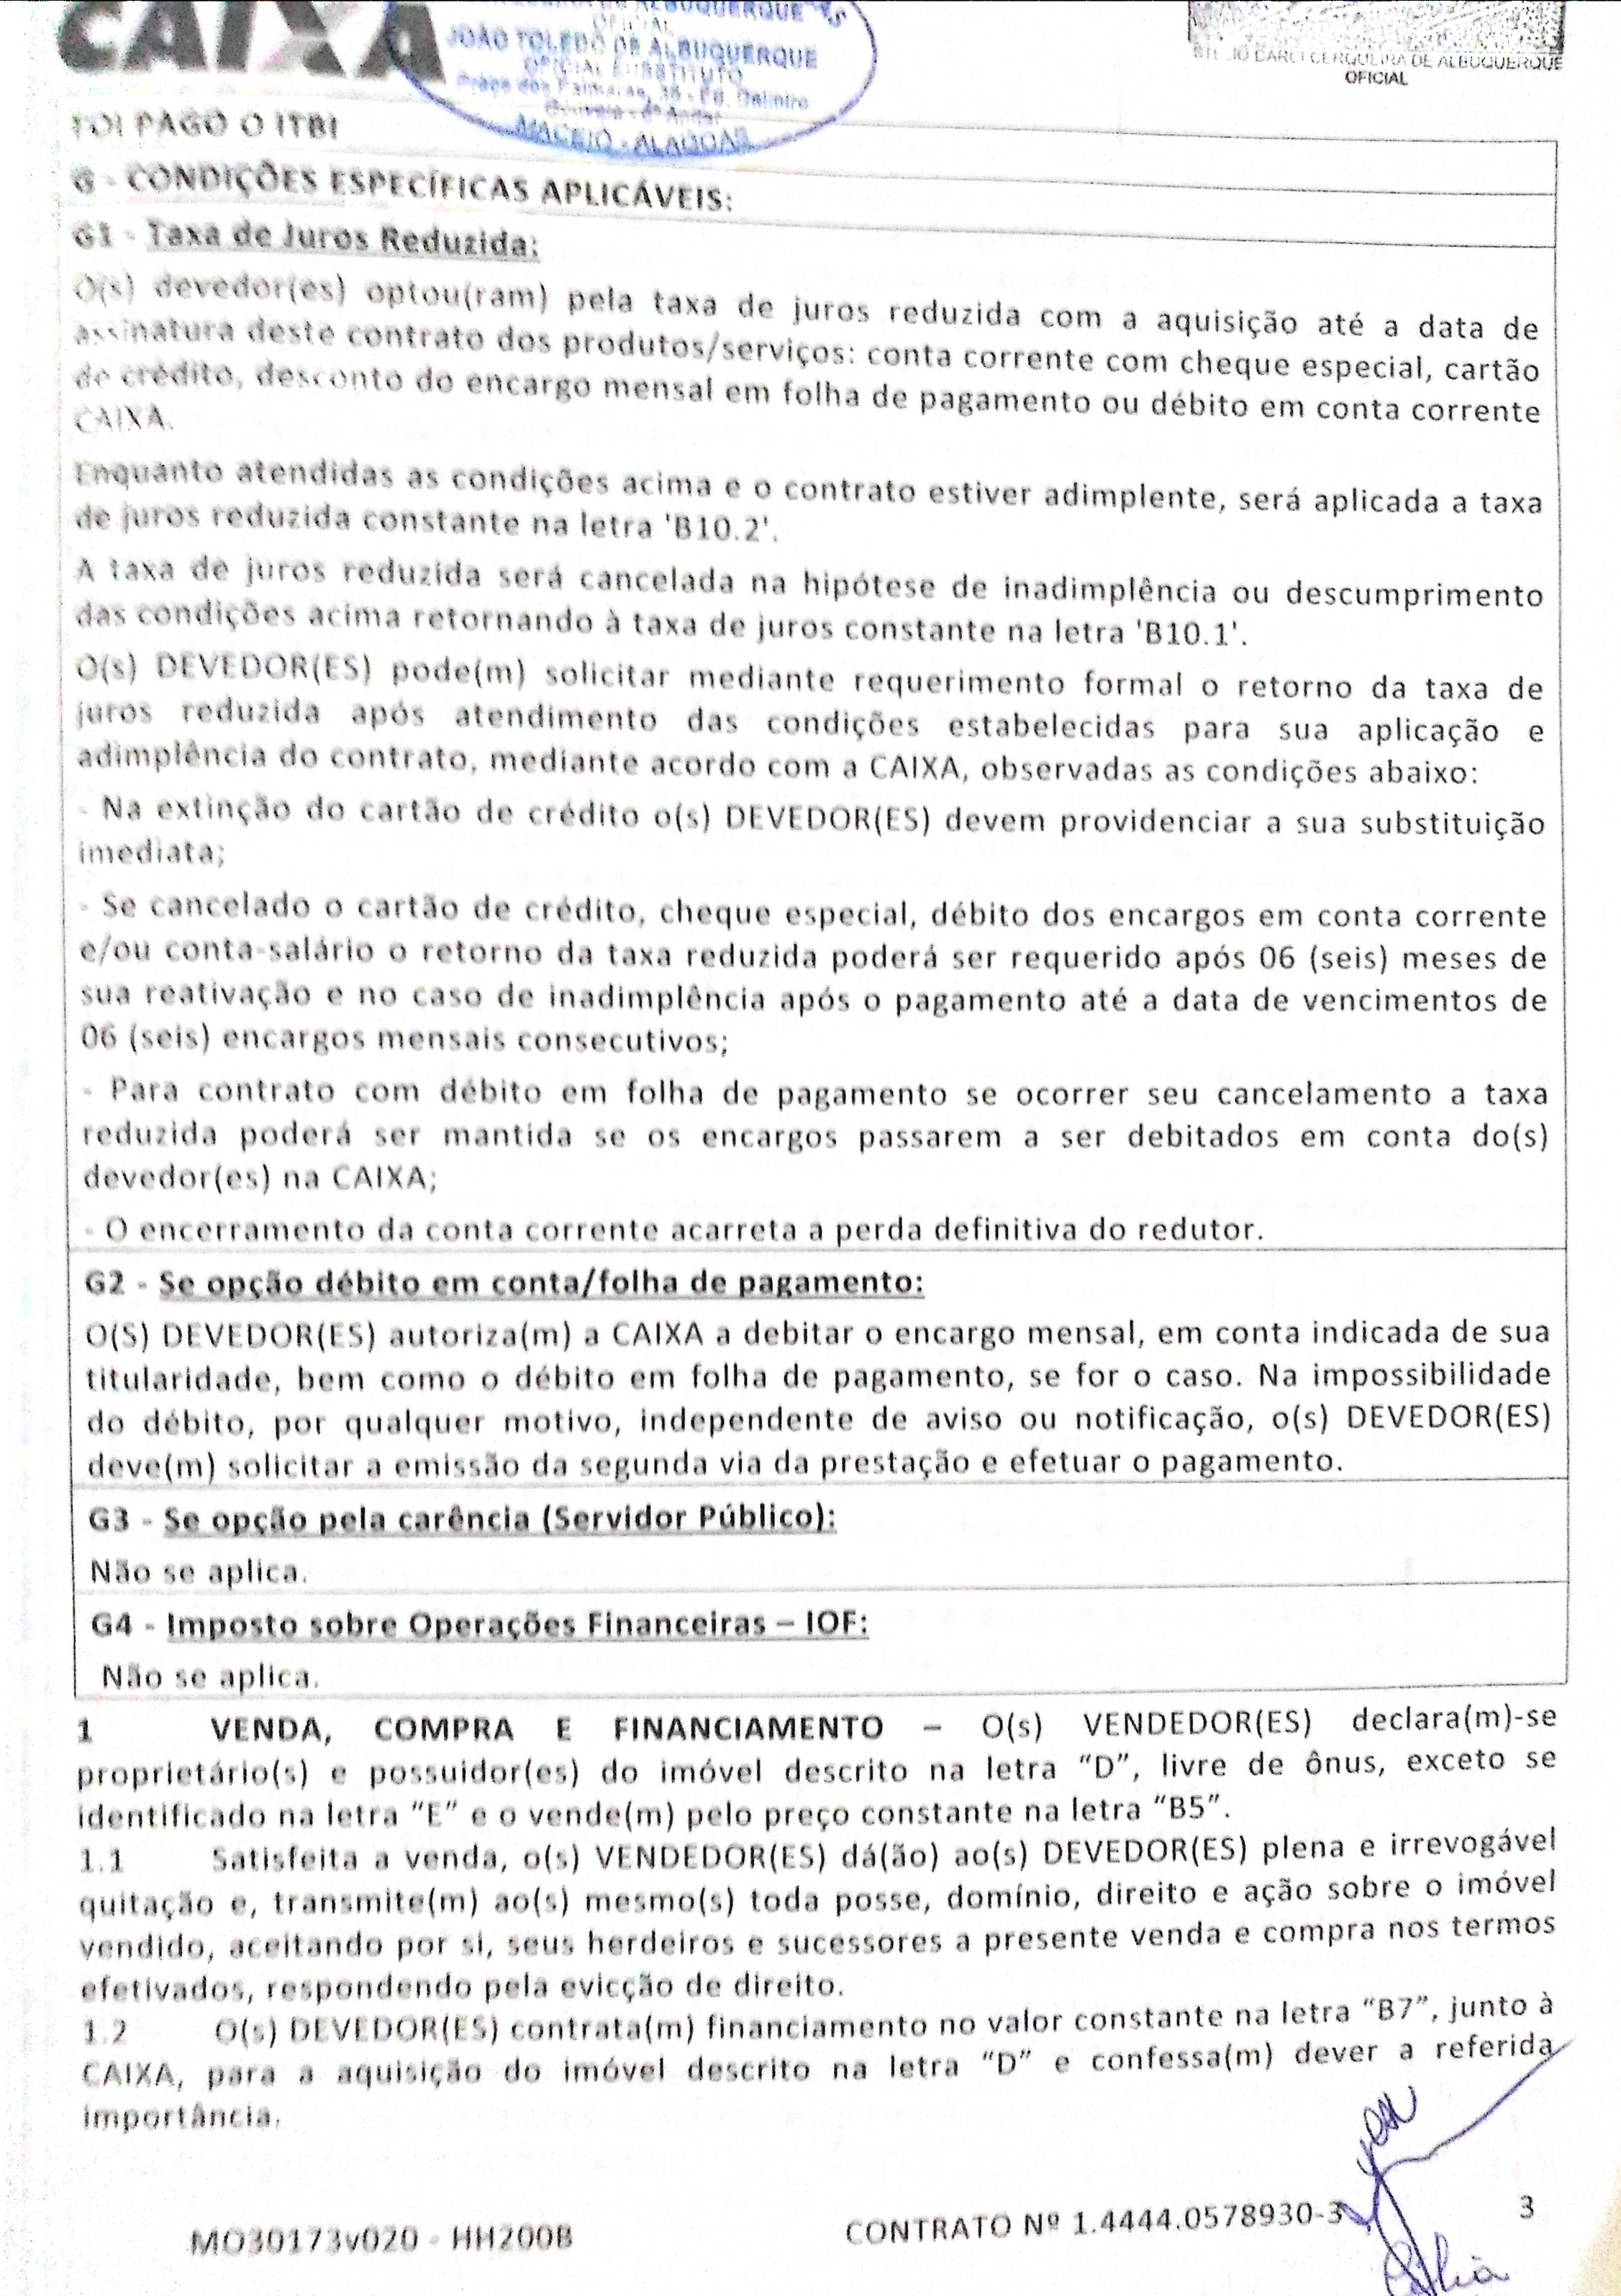 CAIXA
OFICIAL
JOÃO TOLEDO DE ALBUQUERQUE
OFICIAL SUBSTITUTO
MACEIÓ - ALAGOAS
DARCI CERQUEIRA DE ALBUQUERQUE
OFICIAL
FOI PAGO O ITBI
G - CONDIÇÕES ESPECÍFICAS APLICÁVEIS:
G1 - Taxa de Juros Reduzida:
O(s) devedor(es) optou(ram) pela taxa de juros reduzida com a aquisição até a data de
assinatura deste contrato dos produtos/serviços: conta corrente com cheque especial, cartão
de crédito, desconto do encargo mensal em folha de pagamento ou débito em conta corrente
CAIXA.
Enquanto atendidas as condições acima e o contrato estiver adimplente, será aplicada a taxa
de juros reduzida constante na letra 'B10.2'.
A taxa de juros reduzida será cancelada na hipótese de inadimplência ou descumprimento
das condições acima retornando à taxa de juros constante na letra 'B10.1'.
O(s) DEVEDOR(ES) pode(m) solicitar mediante requerimento formal o retorno da taxa de
juros reduzida após atendimento das condições estabelecidas para sua aplicação e
adimplência do contrato, mediante acordo com a CAIXA, observadas as condições abaixo:
- Na extinção do cartão de crédito o(s) DEVEDOR(ES) devem providenciar a sua substituição
imediata;
- Se cancelado o cartão de crédito, cheque especial, débito dos encargos em conta corrente
e/ou conta-salário o retorno da taxa reduzida poderá ser requerido após 06 (seis) meses de
sua reativação e no caso de inadimplência após o pagamento até a data de vencimentos de
06 (seis) encargos mensais consecutivos;
- Para contrato com débito em folha de pagamento se ocorrer seu cancelamento a taxa
reduzida poderá ser mantida se os encargos passarem a ser debitados em conta do(s)
devedor(es) na CAIXA;
- O encerramento da conta corrente acarreta a perda definitiva do redutor.
G2 - Se opção débito em conta/folha de pagamento:
O(S) DEVEDOR(ES) autoriza(m) a CAIXA a debitar o encargo mensal, em conta indicada de sua
titularidade, bem como o débito em folha de pagamento, se for o caso. Na impossibilidade
do débito, por qualquer motivo, independente de aviso ou notificação, o(s) DEVEDOR(ES)
deve(m) solicitar a emissão da segunda via da prestação e efetuar o pagamento.
G3 - Se opção pela carência (Servidor Público):
Não se aplica.
G4 - Imposto sobre Operações Financeiras – IOF:
Não se aplica.
1 VENDA, COMPRA E FINANCIAMENTO – O(s) VENDEDOR(ES) declara(m)-se
proprietário(s) e possuidor(es) do imóvel descrito na letra “D”, livre de ônus, exceto se
identificado na letra “E” e o vende(m) pelo preço constante na letra “B5”.
1.1 Satisfeita a venda, o(s) VENDEDOR(ES) dá(ão) ao(s) DEVEDOR(ES) plena e irrevogável
quitação e, transmite(m) ao(s) mesmo(s) toda posse, domínio, direito e ação sobre o imóvel
vendido, aceitando por si, seus herdeiros e sucessores a presente venda e compra nos termos
efetivados, respondendo pela evicção de direito.
1.2 O(s) DEVEDOR(ES) contrata(m) financiamento no valor constante na letra “B7”, junto à
CAIXA, para a aquisição do imóvel descrito na letra “D” e confessa(m) dever a referida
importância.
MO30173v020 - HH200B
CONTRATO Nº 1.4444.0578930-3
3